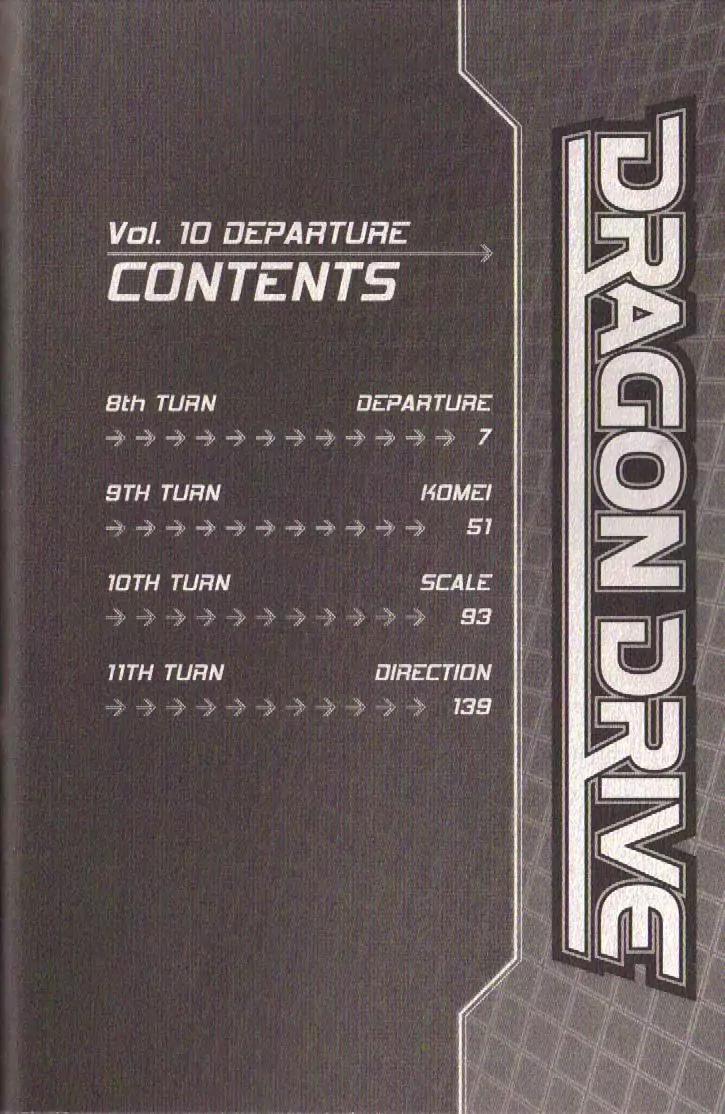 Vol. 10 DEPARTURE
CONTENTS
8th TURN DEPARTURE
7
9TH TURN KOMEI
51
10TH TURN SCALE
93
11TH TURN DIRECTION
139
DRAGON DRIVE